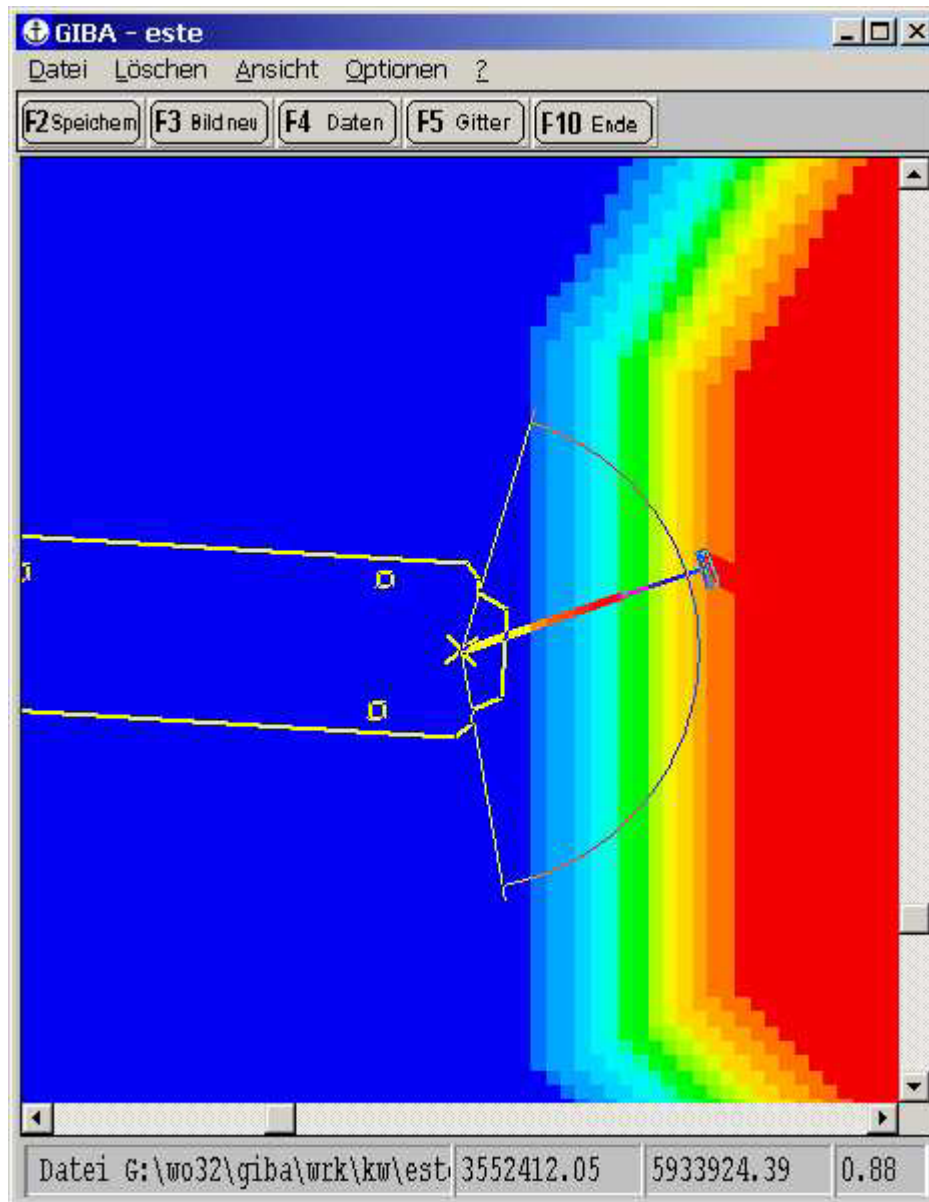 GIBA - este
Datei Löschen Ansicht Optionen ?
F2 Speichern F3 Bild neu F4 Daten F5 Gitter F10 Ende
Datei G:\wo32\giba\wrk\kw\est 3552412.05 5933924.39 0.88